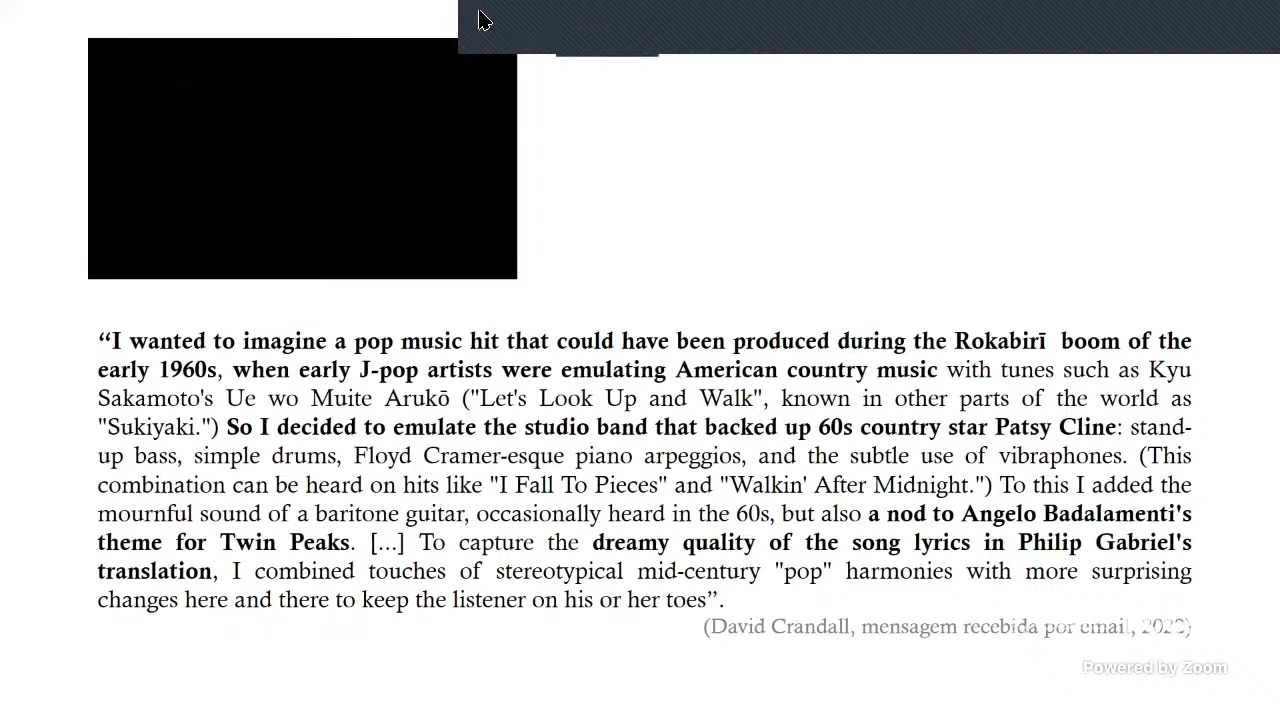 “I wanted to imagine a pop music hit that could have been produced during the Rokabirī boom of the
early 1960s, when early J-pop artists were emulating American country music with tunes such as Kyu
Sakamoto's Ue wo Muite Arukō ("Let's Look Up and Walk", known in other parts of the world as
"Sukiyaki.") So I decided to emulate the studio band that backed up 60s country star Patsy Cline: stand-
up bass, simple drums, Floyd Cramer-esque piano arpeggios, and the subtle use of vibraphones. (This
combination can be heard on hits like "I Fall To Pieces" and "Walkin' After Midnight.") To this I added the
mournful sound of a baritone guitar, occasionally heard in the 60s, but also a nod to Angelo Badalamenti's
theme for Twin Peaks. [...] To capture the dreamy quality of the song lyrics in Philip Gabriel's
translation, I combined touches of stereotypical mid-century "pop" harmonies with more surprising
changes here and there to keep the listener on his or her toes”.
(David Crandall, mensagem recebida por email, 2022)
Powered by Zoom